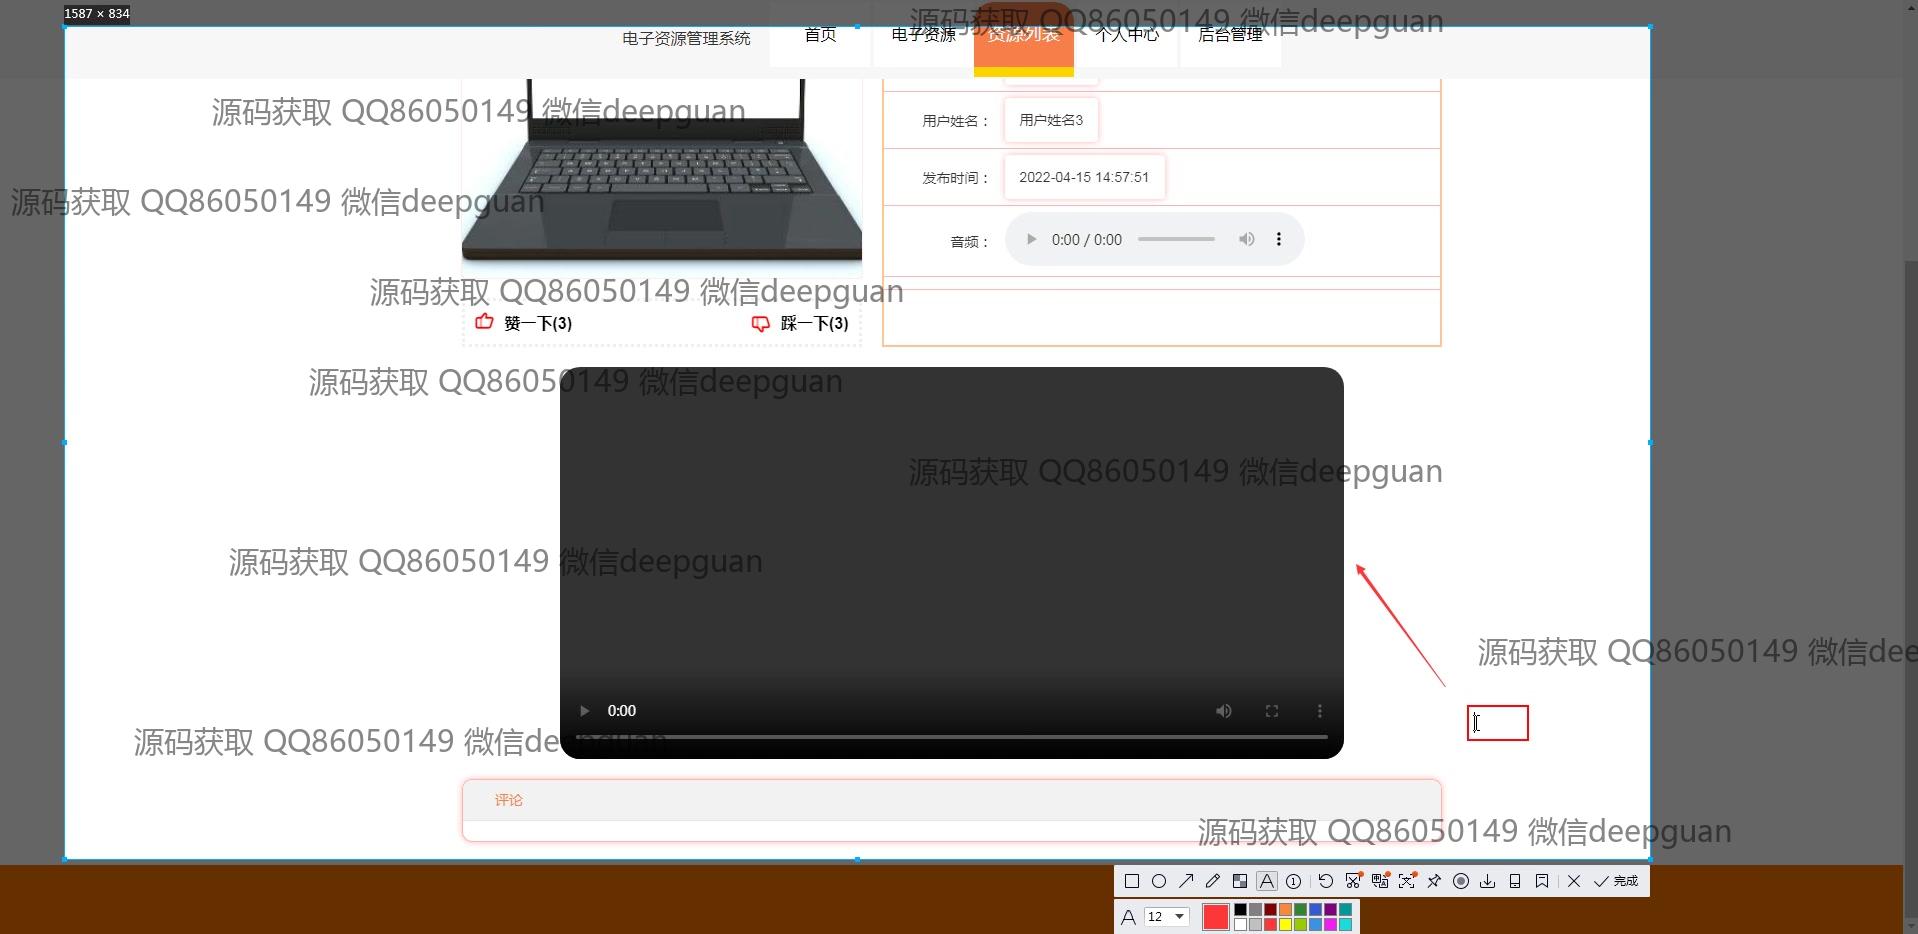 1587 × 834
源码获取 QQ86050149 微信deepguan
电子资源管理系统 首页 电子资源 资源列表 个人中心 后台管理
源码获取 QQ86050149 微信deepguan
用户姓名： 用户姓名3
发布时间： 2022-04-15 14:57:51
源码获取 QQ86050149 微信deepguan
音频： 0:00 / 0:00
源码获取 QQ86050149 微信deepguan
赞一下(3) 踩一下(3)
源码获取 QQ86050149 微信deepguan
源码获取 QQ86050149 微信deepguan
源码获取 QQ86050149 微信deepguan
源码获取 QQ86050149 微信dee
0:00
源码获取 QQ86050149 微信deepguan
评论
源码获取 QQ86050149 微信deepguan
完成
A 12